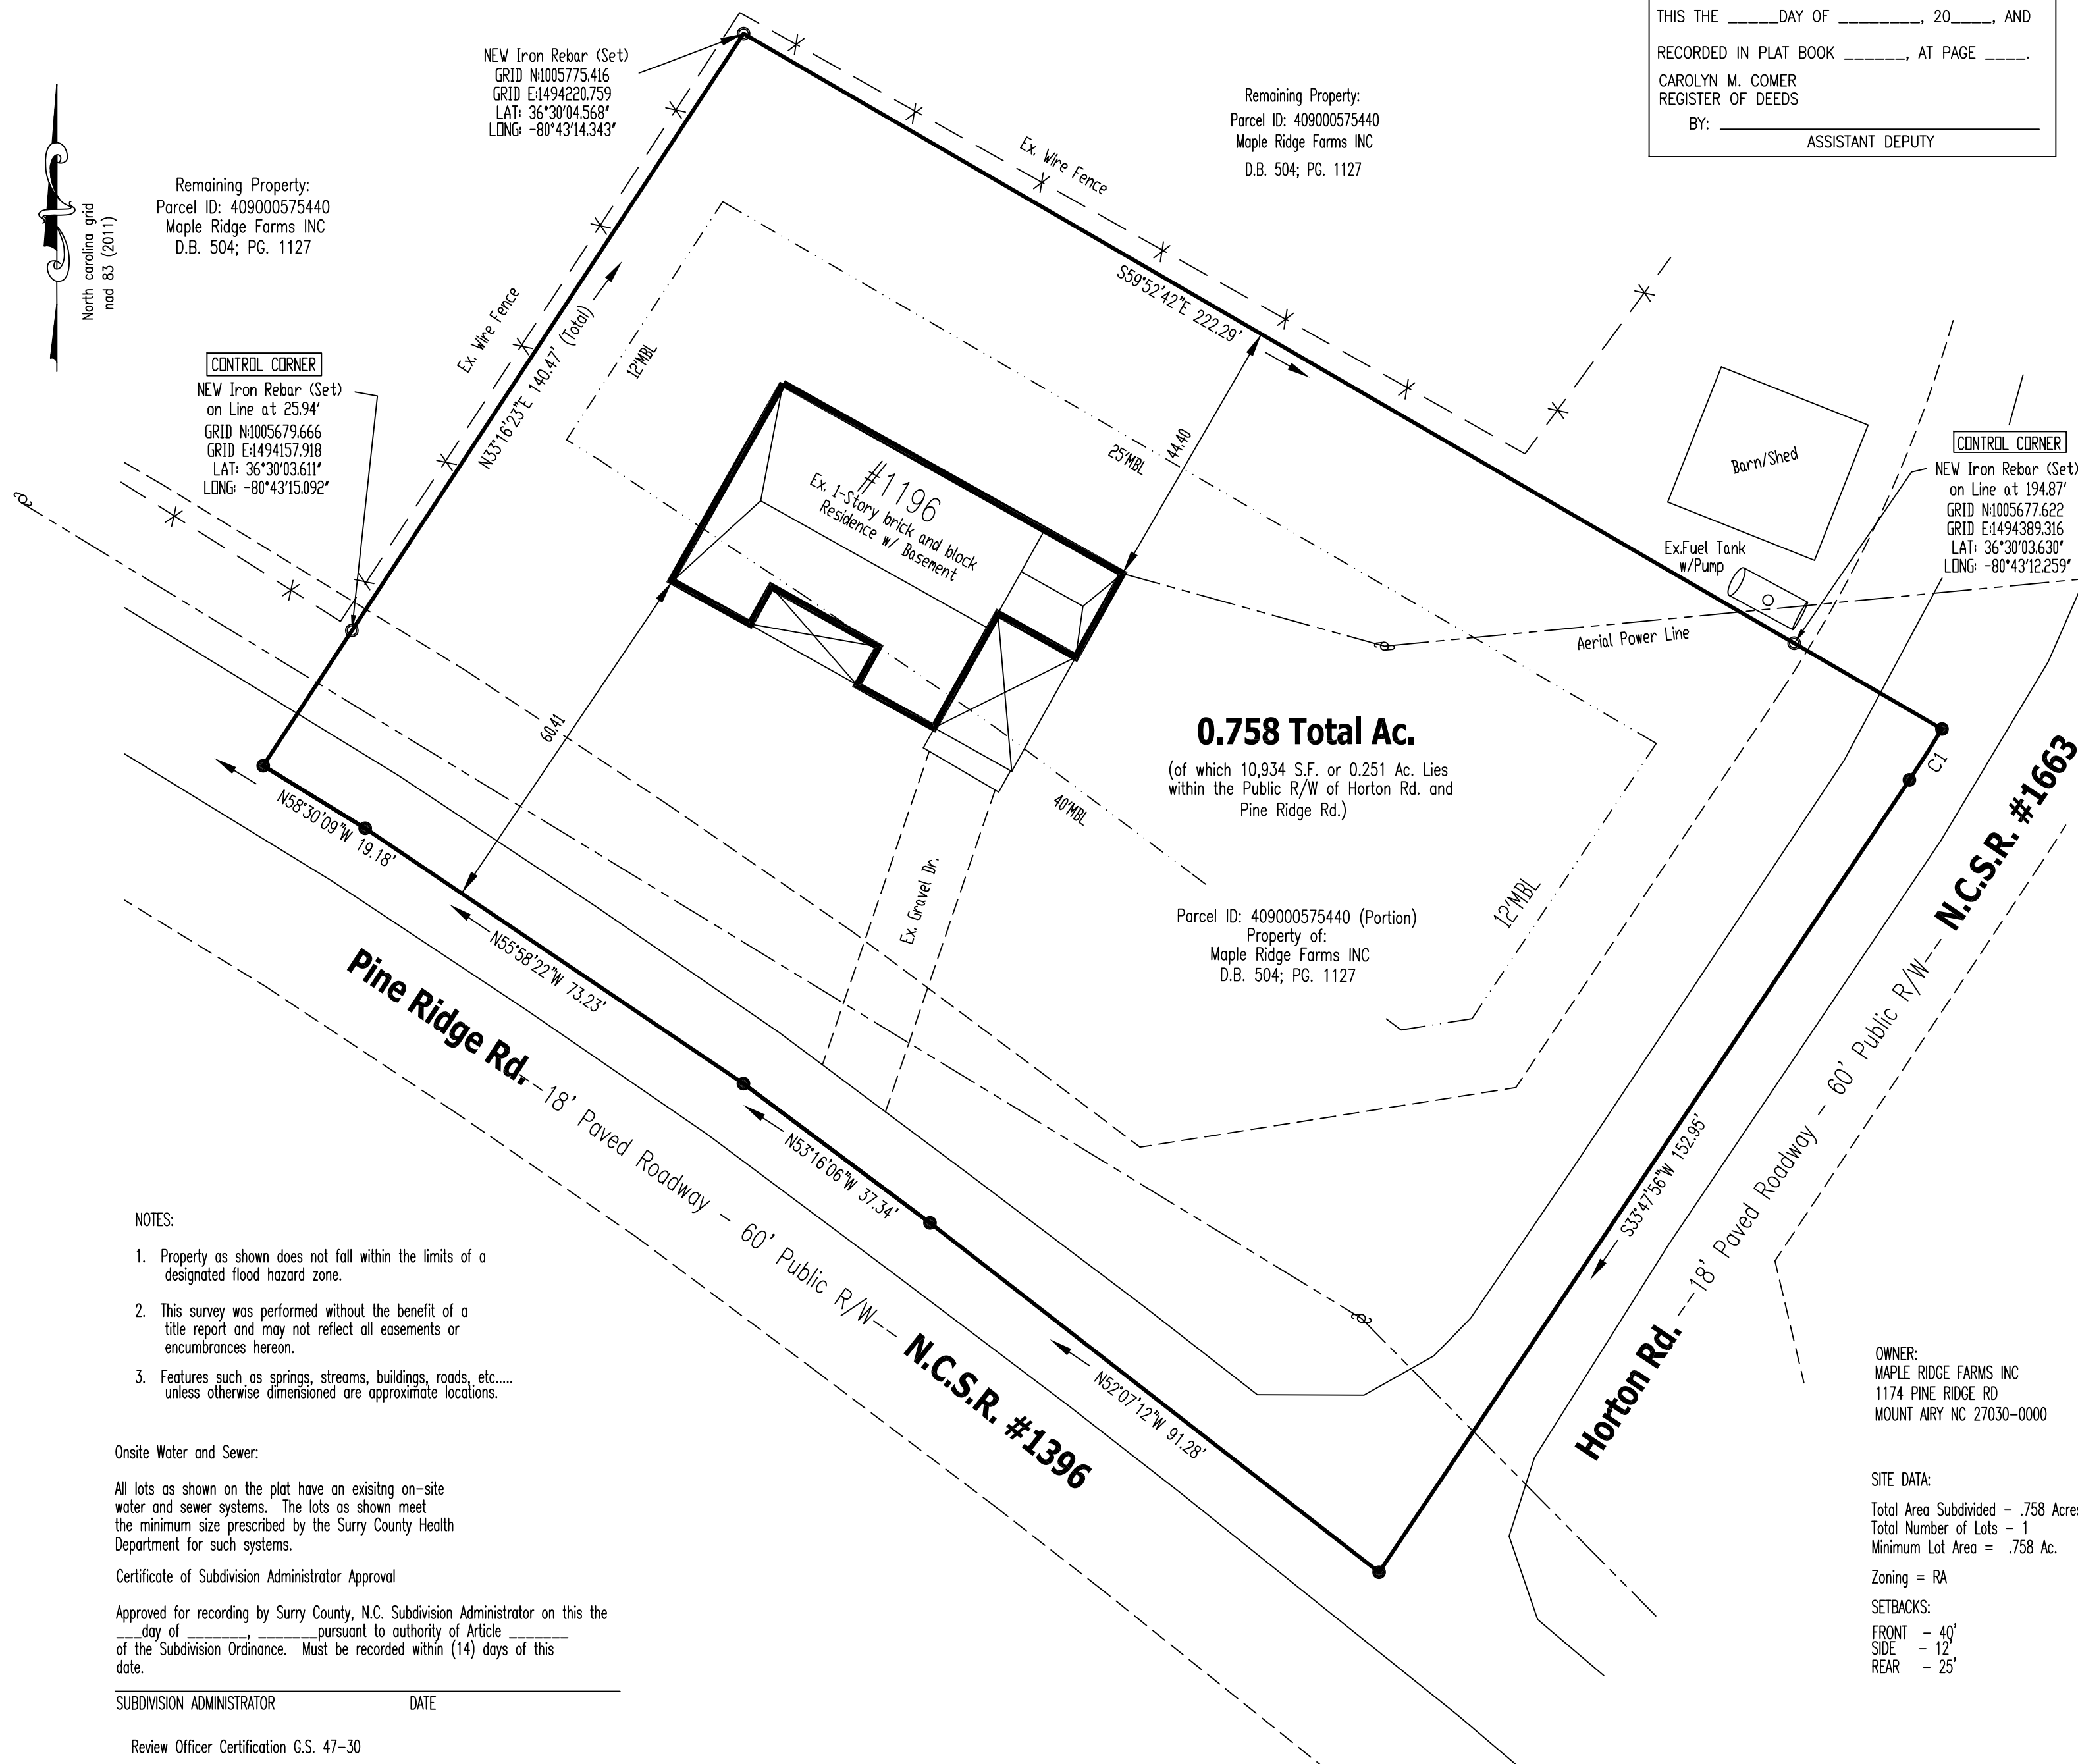 THIS THE _____DAY OF ________, 20____, AND
RECORDED IN PLAT BOOK ______, AT PAGE ____.
CAROLYN M. COMER
REGISTER OF DEEDS
BY:
ASSISTANT DEPUTY
NEW Iron Rebar (Set)
GRID N:1005775.416
GRID E:1494220.759
LAT: 36°30'04.568"
LONG: -80°43'14.343"
Remaining Property:
Parcel ID: 409000575440
Maple Ridge Farms INC
D.B. 504; PG. 1127
North carolina grid
nad 83 (2011)
Remaining Property:
Parcel ID: 409000575440
Maple Ridge Farms INC
D.B. 504; PG. 1127
Ex. Wire Fence
Ex. Wire Fence
S59°52'42"E 222.29'
N33°16'23"E 140.47' (Total)
12'MBL
CONTROL CORNER
NEW Iron Rebar (Set)
on Line at 25.94'
GRID N:1005679.666
GRID E:1494157.918
LAT: 36°30'03.611"
LONG: -80°43'15.092"
25'MBL
44.40
#1196
Ex. 1-Story brick and block
Residence w/ Basement
Barn/Shed
Ex.Fuel Tank
w/Pump
CONTROL CORNER
NEW Iron Rebar (Set)
on Line at 194.87'
GRID N:1005677.622
GRID E:1494389.316
LAT: 36°30'03.630"
LONG: -80°43'12.259"
Aerial Power Line
60.41
0.758 Total Ac.
(of which 10,934 S.F. or 0.251 Ac. Lies
within the Public R/W of Horton Rd. and
Pine Ridge Rd.)
C1
40'MBL
N58°30'09"W 19.18'
Ex. Gravel Dr.
12'MBL
Parcel ID: 409000575440 (Portion)
Property of:
Maple Ridge Farms INC
D.B. 504; PG. 1127
N55°58'22"W 73.23'
N53°16'06"W 37.34'
N52°07'12"W 91.28'
S33°47'56"W 152.95'
Pine Ridge Rd.-- 18' Paved Roadway - 60' Public R/W-- N.C.S.R. #1396
Horton Rd. ---18' Paved Roadway - 60' Public R/W-- N.C.S.R. #1663
NOTES:
1. Property as shown does not fall within the limits of a
designated flood hazard zone.
2. This survey was performed without the benefit of a
title report and may not reflect all easements or
encumbrances hereon.
3. Features such as springs, streams, buildings, roads, etc.....
unless otherwise dimensioned are approximate locations.
Onsite Water and Sewer:
All lots as shown on the plat have an exisitng on-site
water and sewer systems. The lots as shown meet
the minimum size prescribed by the Surry County Health
Department for such systems.
Certificate of Subdivision Administrator Approval
Approved for recording by Surry County, N.C. Subdivision Administrator on this the
___day of _______, _______pursuant to authority of Article _______
of the Subdivision Ordinance. Must be recorded within (14) days of this
date.
SUBDIVISION ADMINISTRATOR DATE
Review Officer Certification G.S. 47-30
OWNER:
MAPLE RIDGE FARMS INC
1174 PINE RIDGE RD
MOUNT AIRY NC 27030-0000
SITE DATA:
Total Area Subdivided - .758 Acres
Total Number of Lots - 1
Minimum Lot Area = .758 Ac.
Zoning = RA
SETBACKS:
FRONT - 40'
SIDE - 12'
REAR - 25'